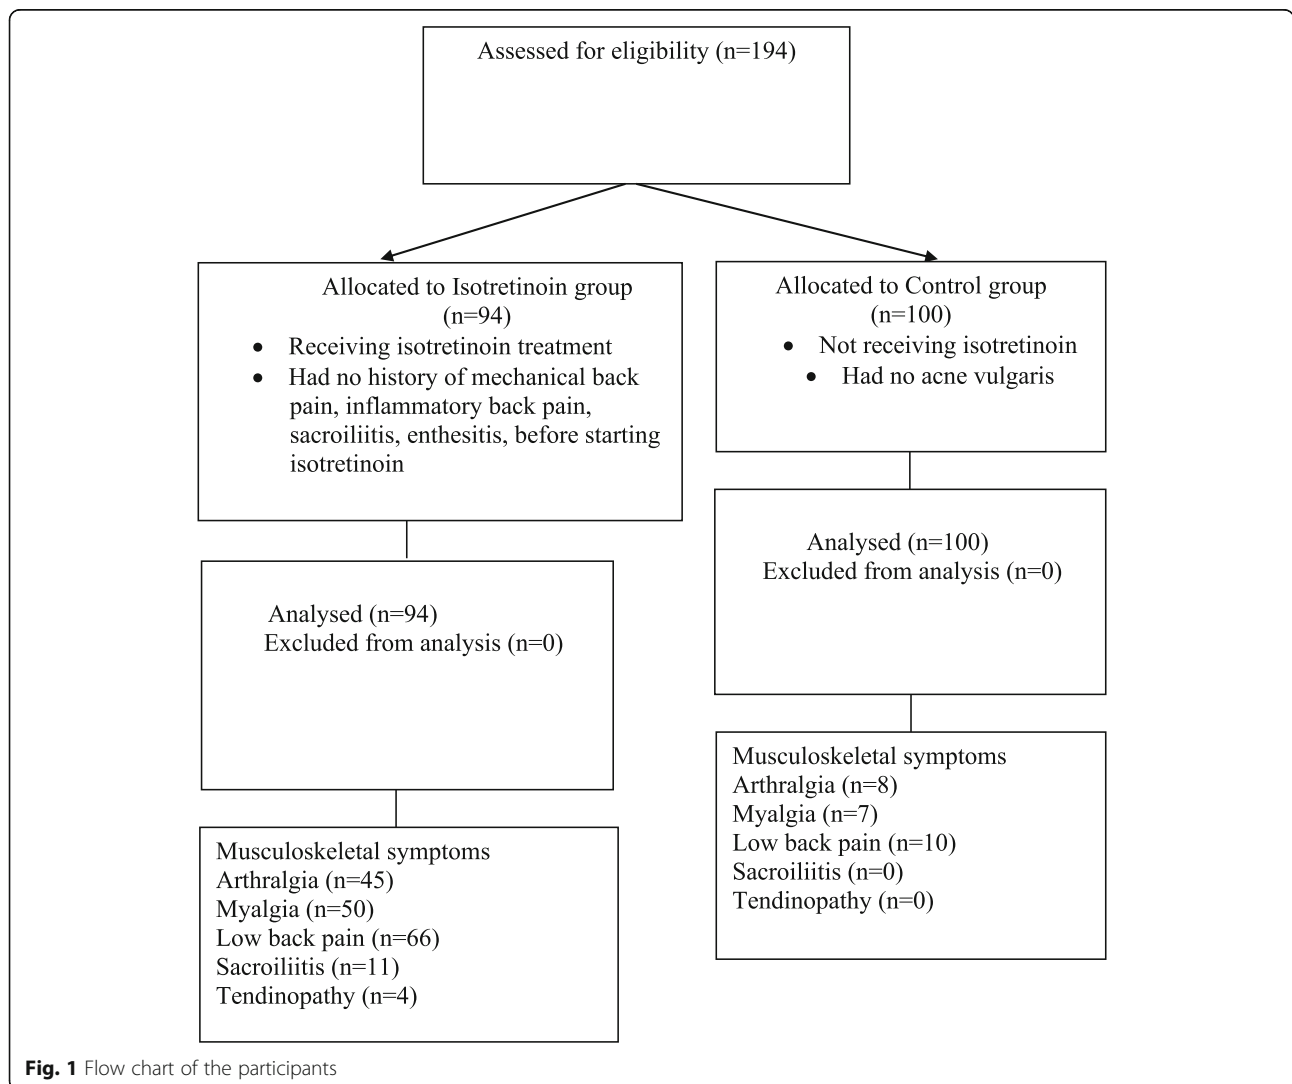 Assessed for eligibility (n=194)
Allocated to Isotretinoin group
(n=94)
• Receiving isotretinoin treatment
• Had no history of mechanical back
pain, inflammatory back pain,
sacroiliitis, enthesitis, before starting
isotretinoin
Allocated to Control group
(n=100)
• Not receiving isotretinoin
• Had no acne vulgaris
Analysed (n=94)
Excluded from analysis (n=0)
Analysed (n=100)
Excluded from analysis (n=0)
Musculoskeletal symptoms
Arthralgia (n=45)
Myalgia (n=50)
Low back pain (n=66)
Sacroiliitis (n=11)
Tendinopathy (n=4)
Musculoskeletal symptoms
Arthralgia (n=8)
Myalgia (n=7)
Low back pain (n=10)
Sacroiliitis (n=0)
Tendinopathy (n=0)
Fig. 1 Flow chart of the participants